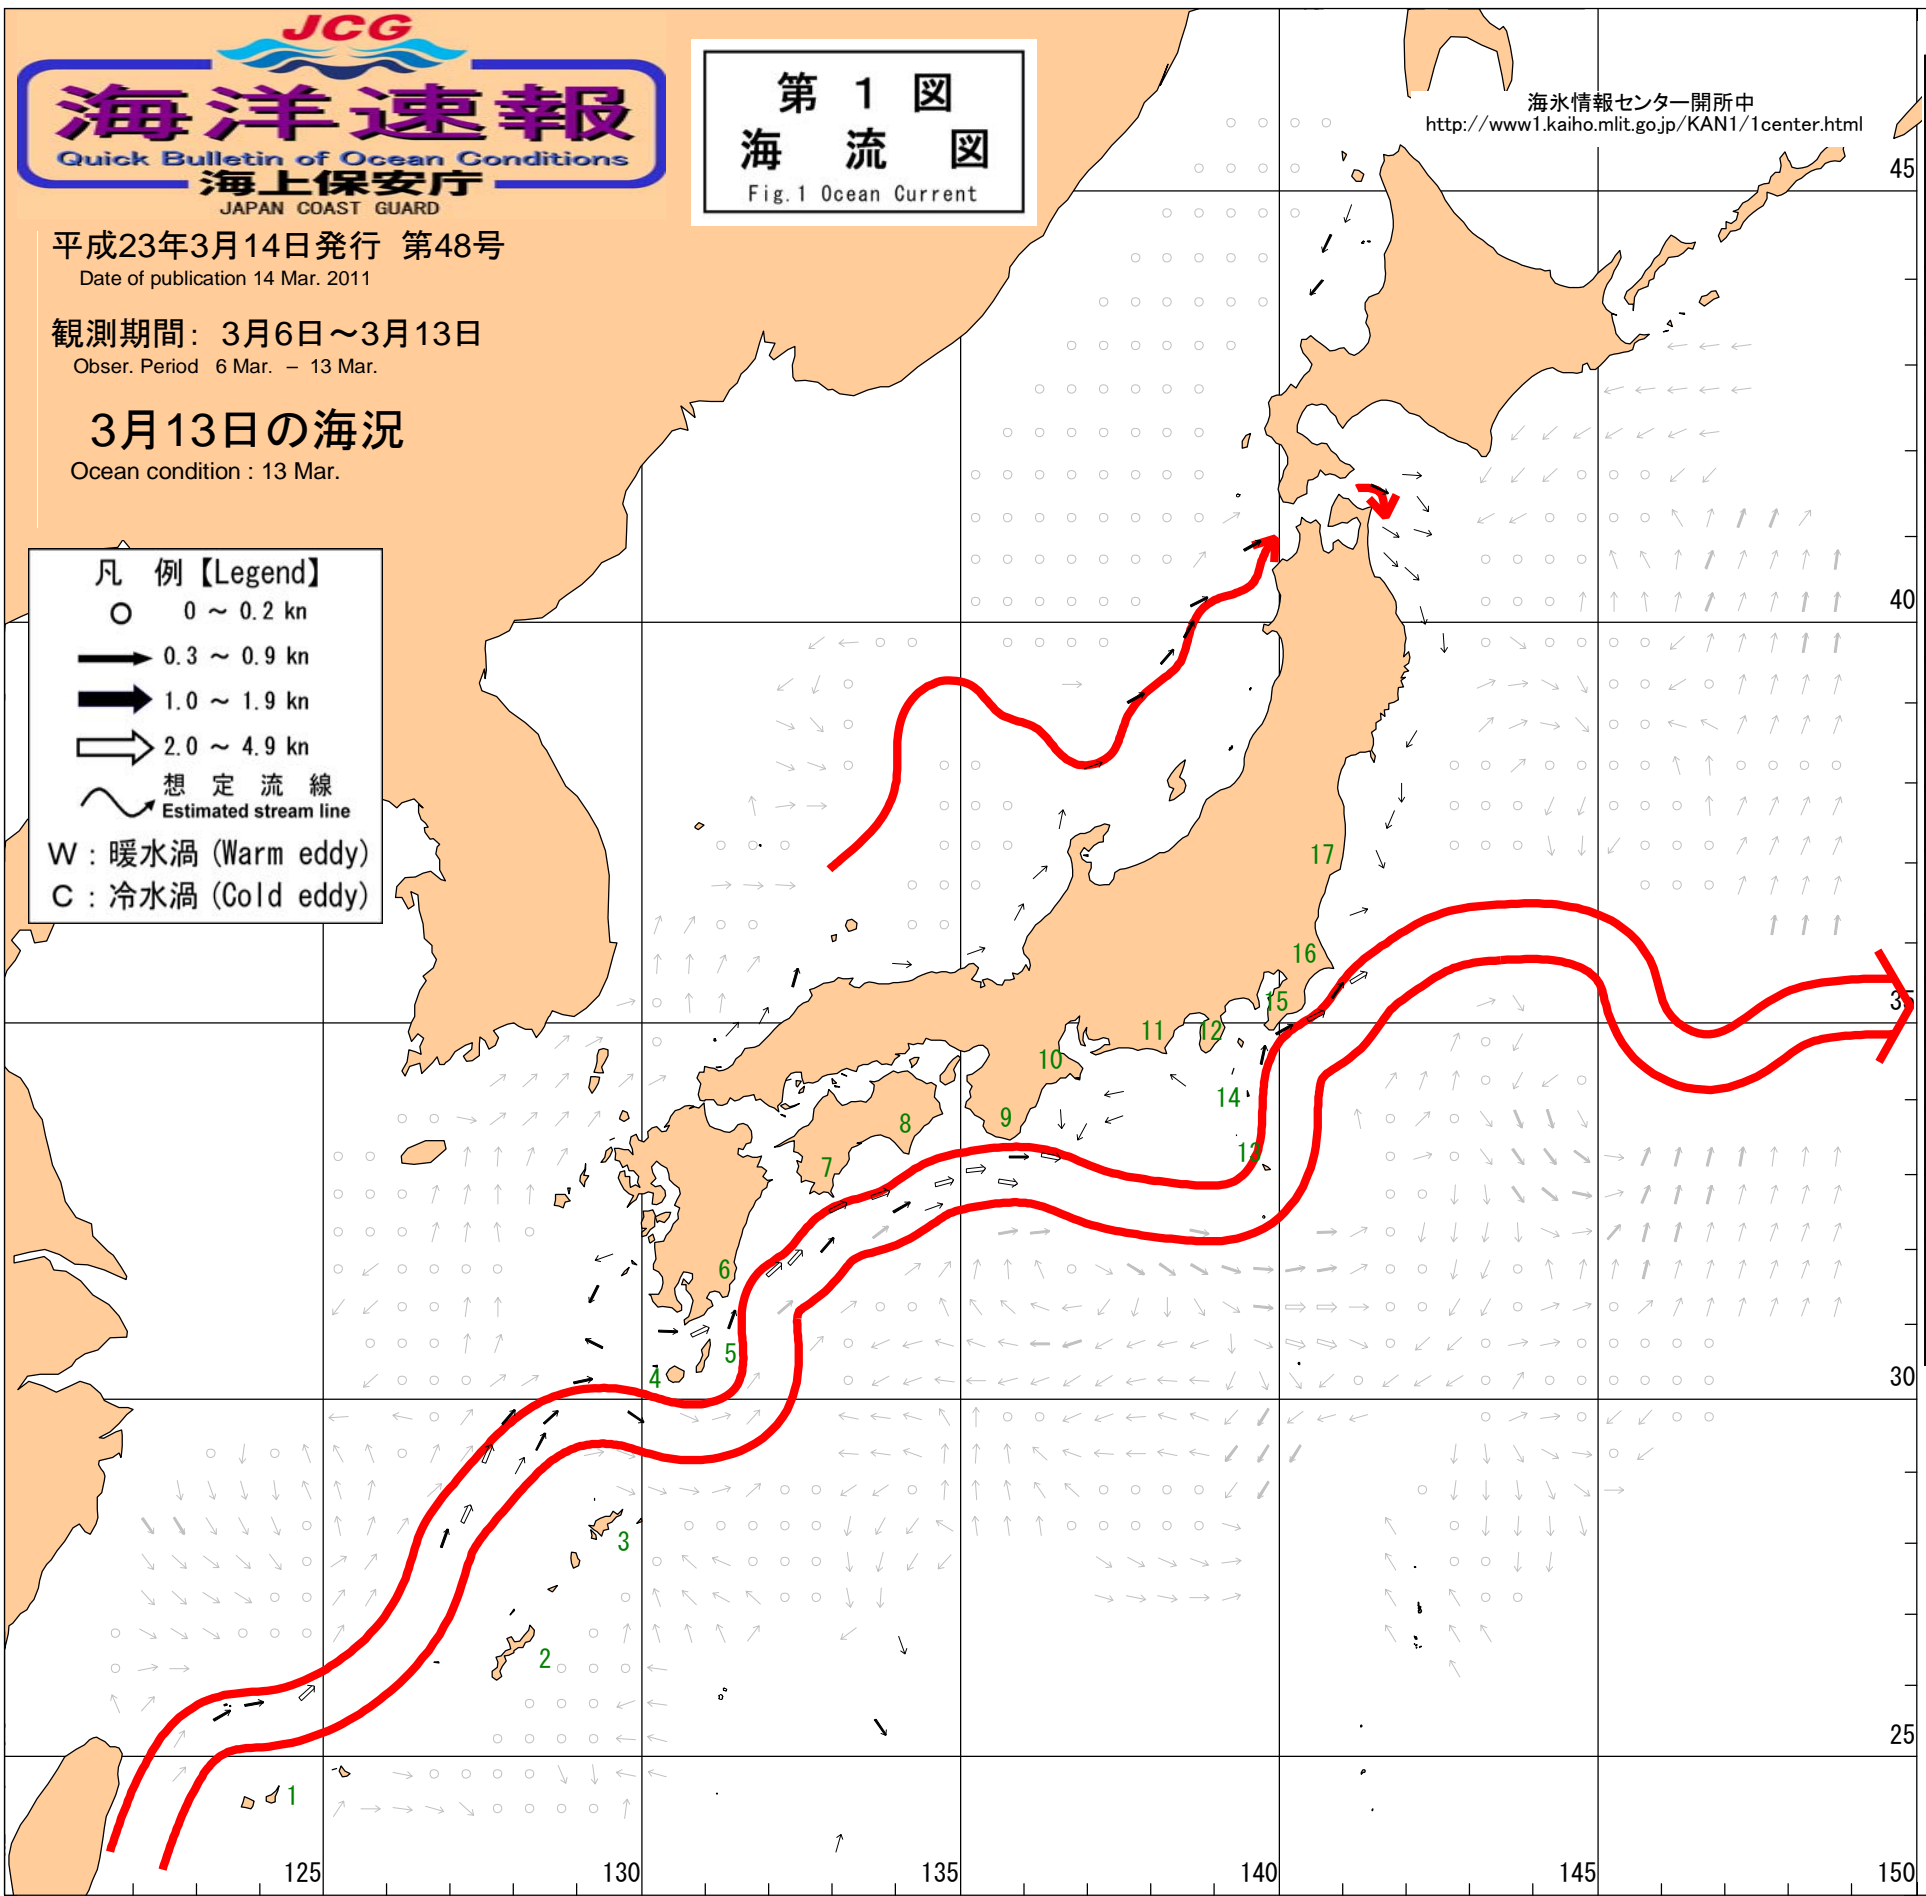 JCG
海洋速報
Quick Bulletin of Ocean Conditions
海上保安庁
JAPAN COAST GUARD
第 1 図
海 流 図
Fig.1 Ocean Current
海氷情報センター開所中
http://www1.kaiho.mlit.go.jp/KAN1/1center.html
平成23年3月14日発行 第48号
Date of publication 14 Mar. 2011
観測期間: 3月6日～3月13日
Obser. Period 6 Mar. – 13 Mar.
3月13日の海況
Ocean condition : 13 Mar.
凡 例【Legend】
0 ～ 0.2 kn
0.3 ～ 0.9 kn
1.0 ～ 1.9 kn
2.0 ～ 4.9 kn
想 定 流 線
Estimated stream line
W : 暖水渦 (Warm eddy)
C : 冷水渦 (Cold eddy)
45
40
35
30
25
17
16
15
12
11
10
14
13
9
8
7
6
5
4
3
2
1
125
130
135
140
145
150